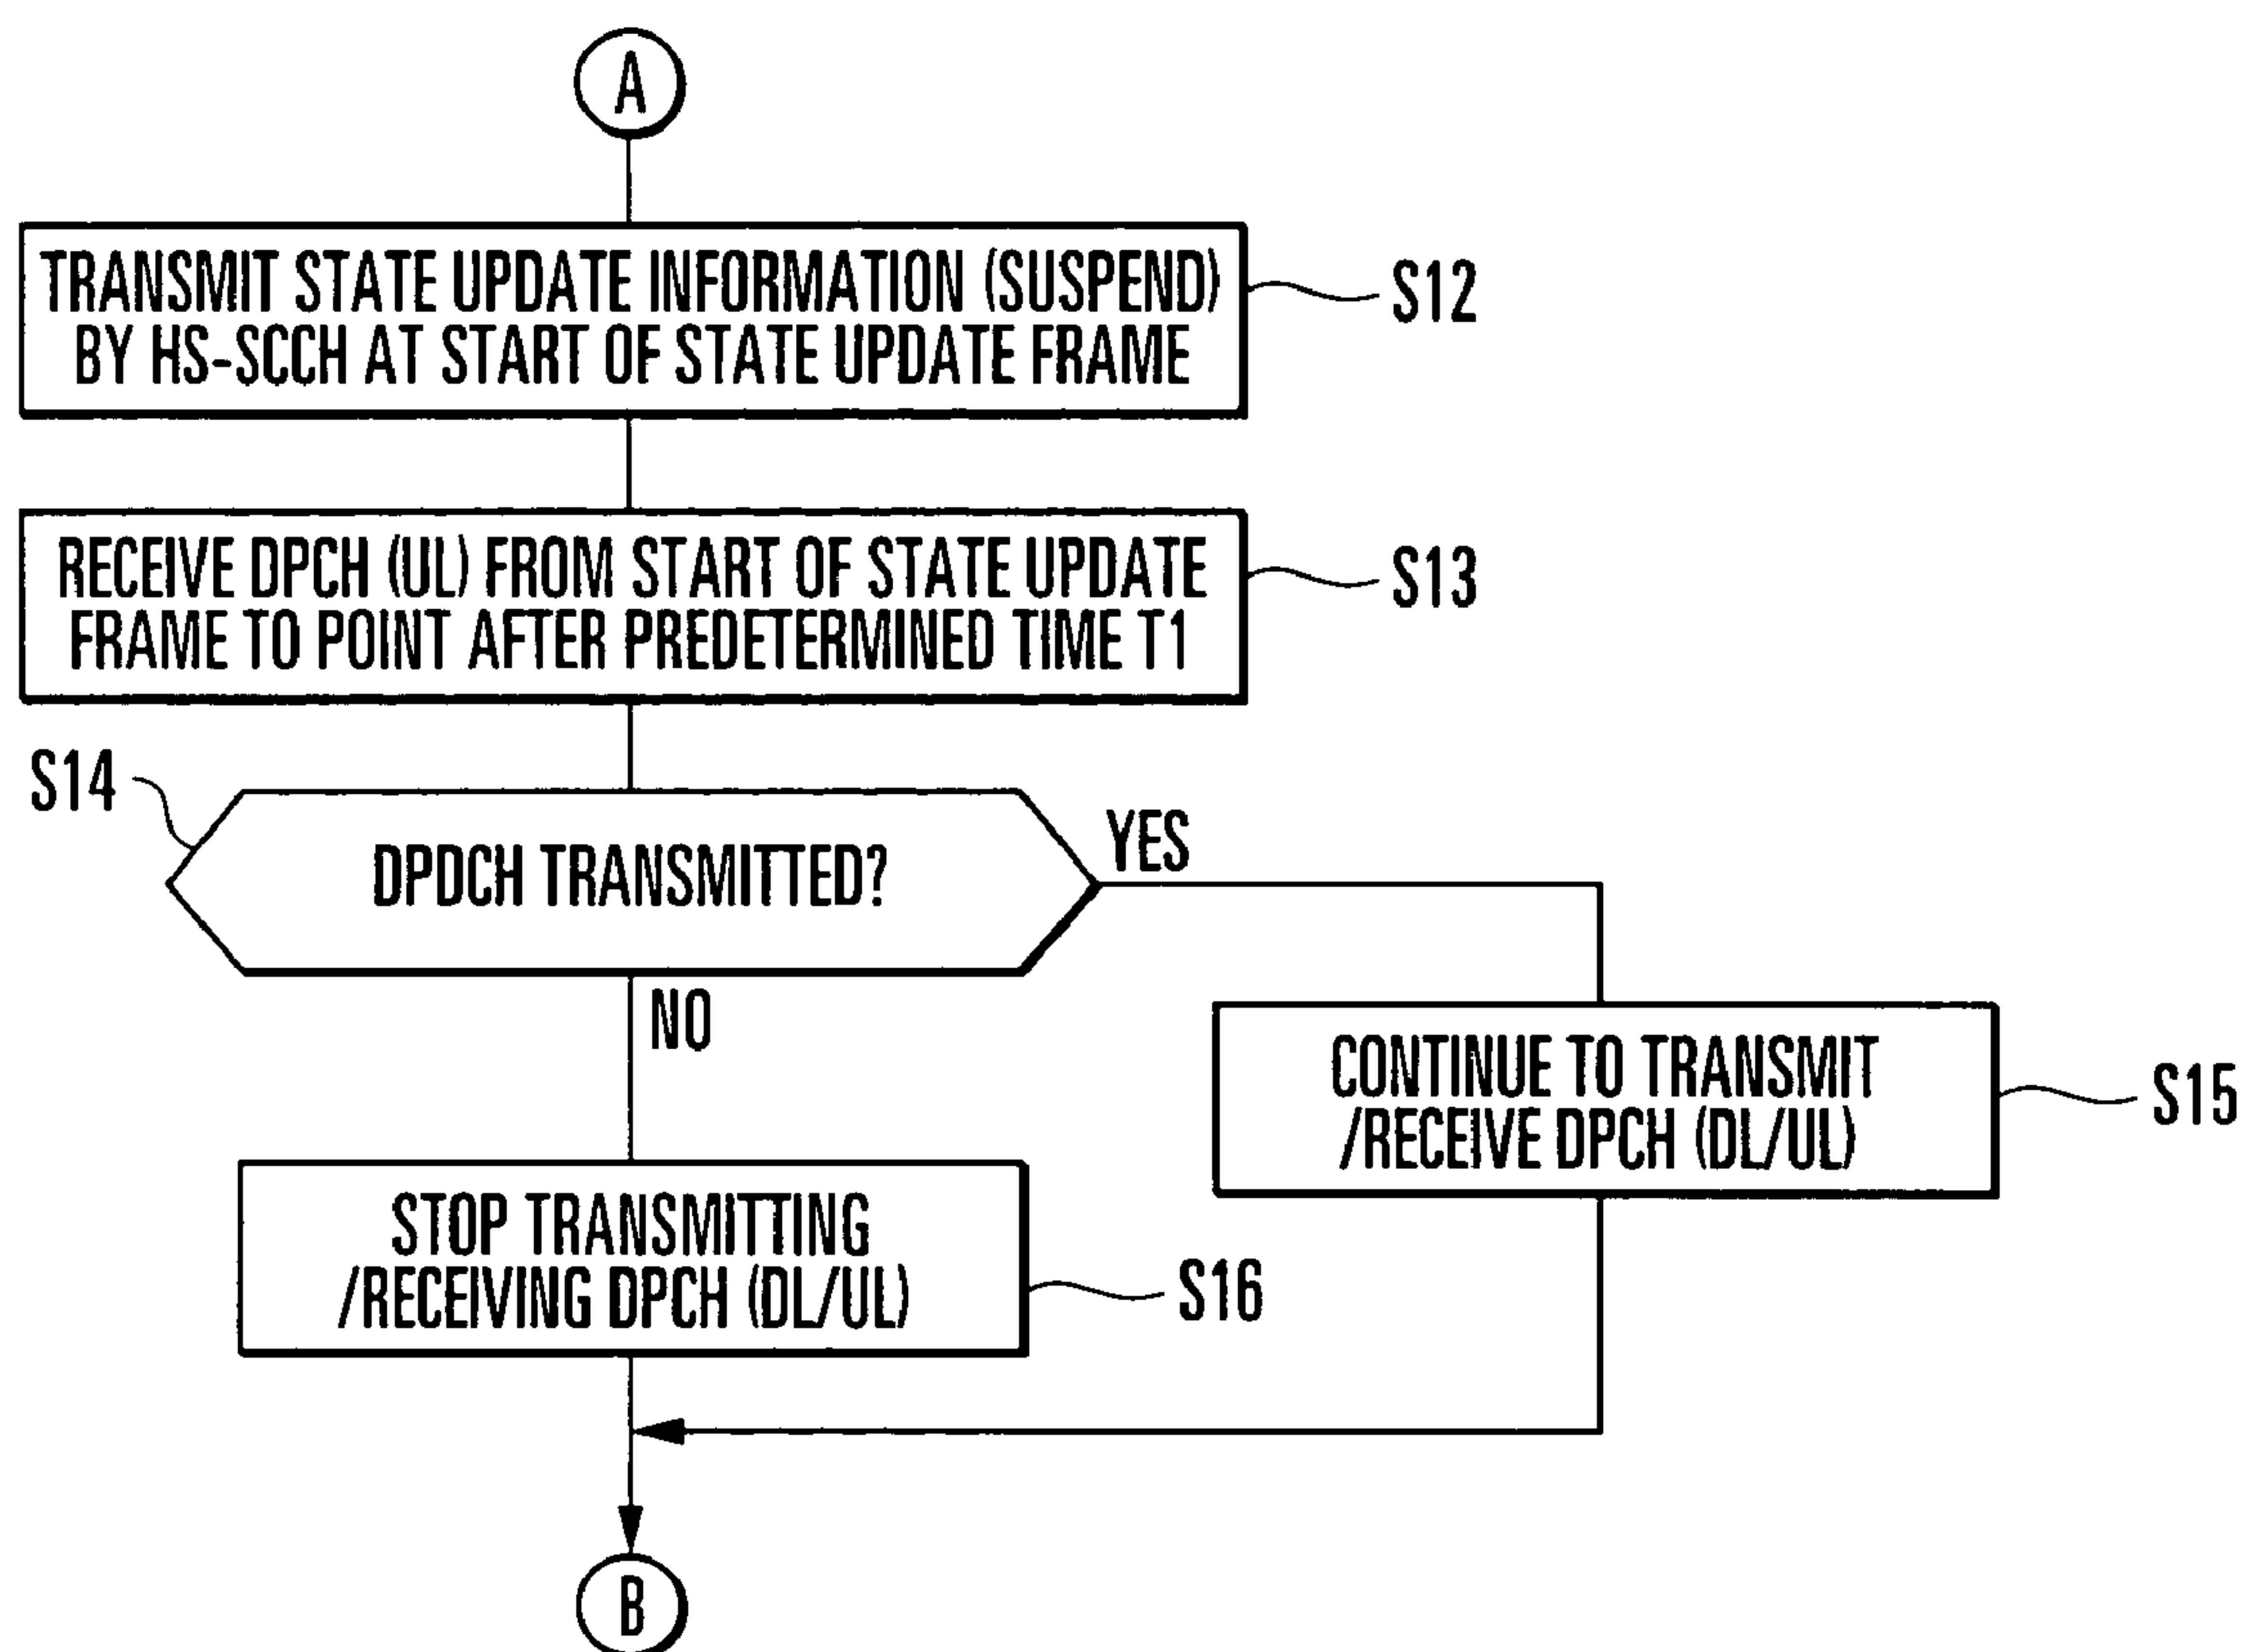 A
TRANSMIT STATE UPDATE INFORMATION (SUSPEND)
BY HS-SCCH AT START OF STATE UPDATE FRAME
S12
RECEIVE DPCH (UL) FROM START OF STATE UPDATE
FRAME TO POINT AFTER PREDETERMINED TIME T1
S13
S14
DPDCH TRANSMITTED?
YES
NO
CONTINUE TO TRANSMIT
/RECEIVE DPCH (DL/UL)
S15
STOP TRANSMITTING
/RECEIVING DPCH (DL/UL)
S16
B